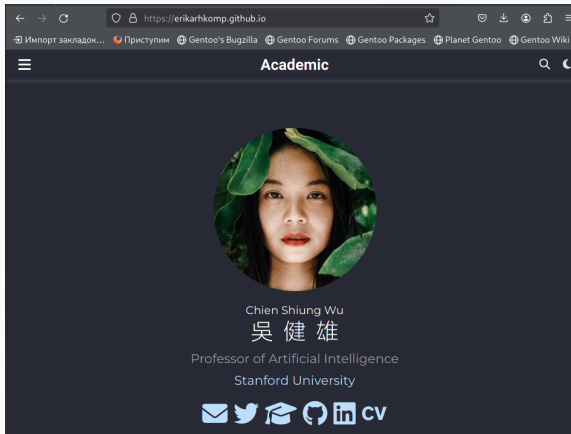 https://erikarhkomp.github.io
Импорт закладок... Приступим Gentoo's Bugzilla Gentoo Forums Gentoo Packages Planet Gentoo Gentoo Wiki
Academic
Chien Shiung Wu
吳健雄
Professor of Artificial Intelligence
Stanford University
CV